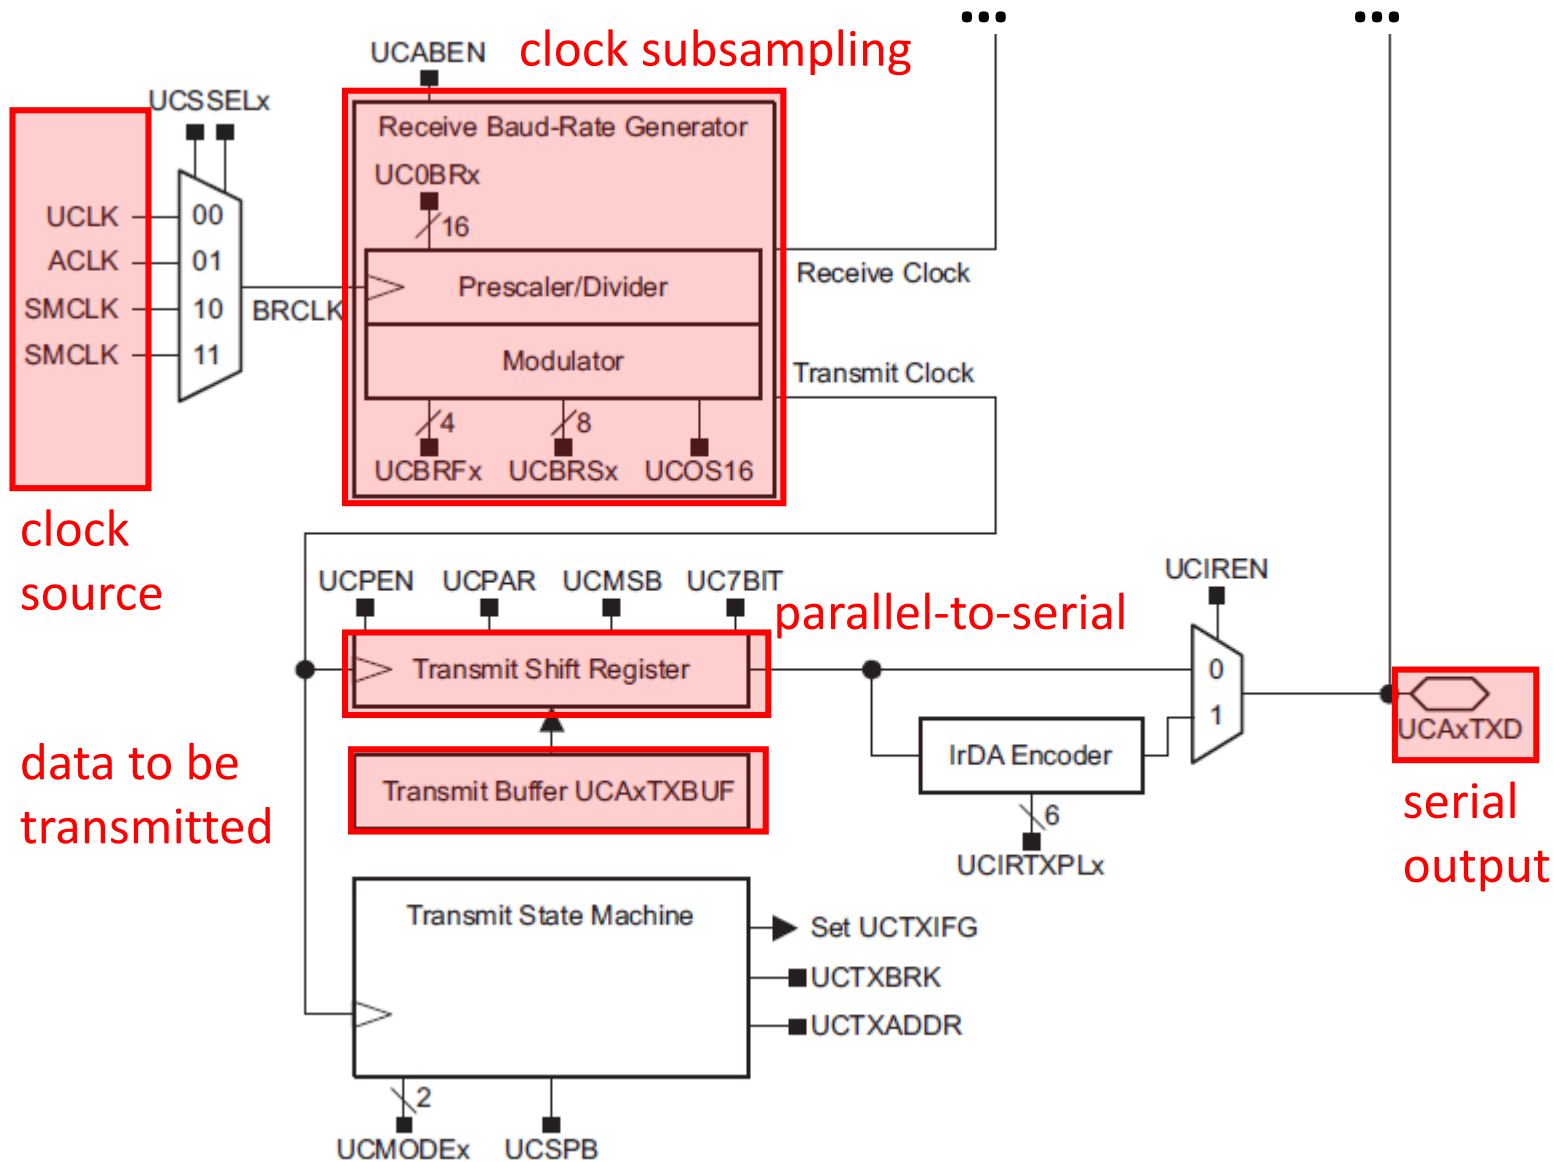 ... ...
UCABEN clock subsampling
UCSSELx
Receive Baud-Rate Generator
UC0BRx
16
UCLK 00
ACLK 01
SMCLK 10
SMCLK 11
BRCLK
Prescaler/Divider
Receive Clock
Modulator
Transmit Clock
4 8
UCBRFx UCBRSx UCOS16
clock
source
UCPEN UCPAR UCMSB UC7BIT
UCIREN
parallel-to-serial
Transmit Shift Register
0
1
UCAxTXD
IrDA Encoder
data to be
transmitted
Transmit Buffer UCAxTXBUF
6
UCIRTXPLx
serial
output
Transmit State Machine
Set UCTXIFG
UCTXBRK
UCTXADDR
2
UCMODEx UCSPB